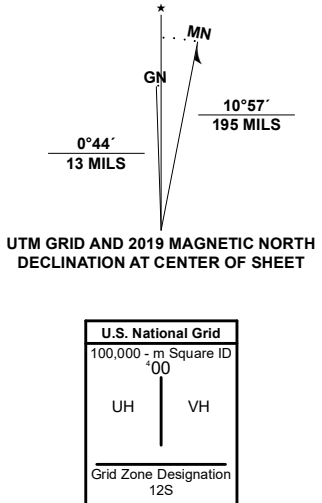 ★
MN
GN
10°57´
195 MILS
0°44´
13 MILS
UTM GRID AND 2019 MAGNETIC NORTH
DECLINATION AT CENTER OF SHEET
U.S. National Grid
100,000 - m Square ID
⁴00
UH VH
Grid Zone Designation
12S